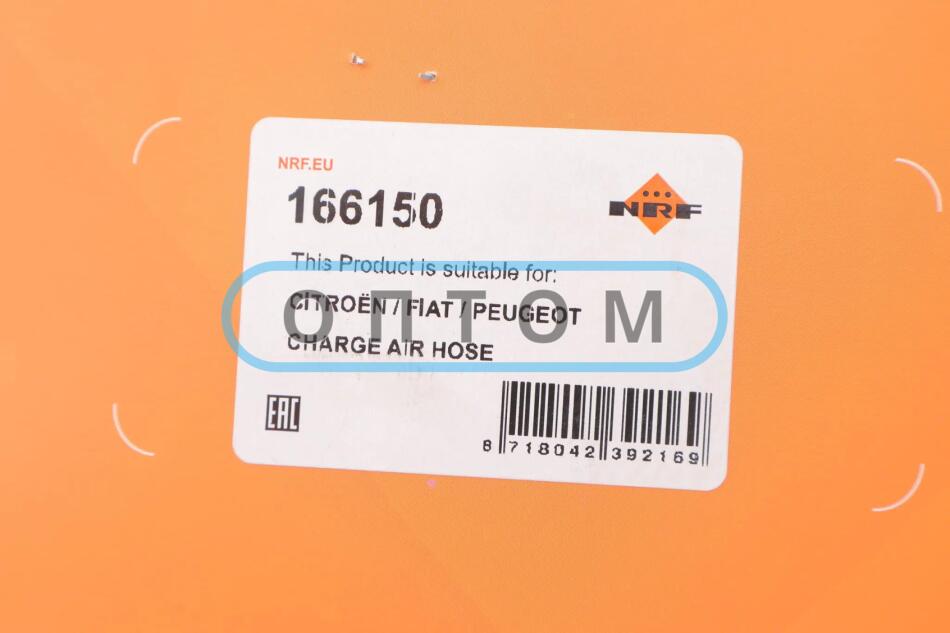 NRF.EU
166150
NRF
This Product is suitable for:
CITROËN / FIAT / PEUGEOT
ОПТОМ
CHARGE AIR HOSE
EAC
8 718042 392169